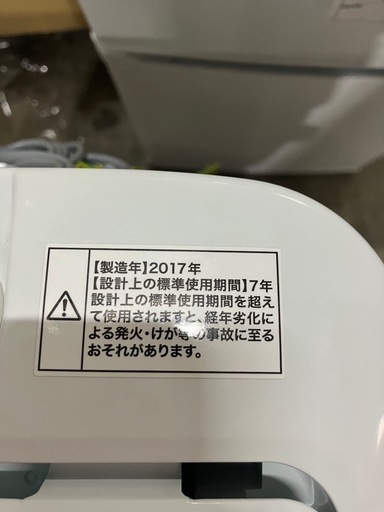 【製造年】2017年
【設計上の標準使用期間】7年
設計上の標準使用期間を超え
て使用されますと、経年劣化に
よる発火・けが等の事故に至る
おそれがあります。